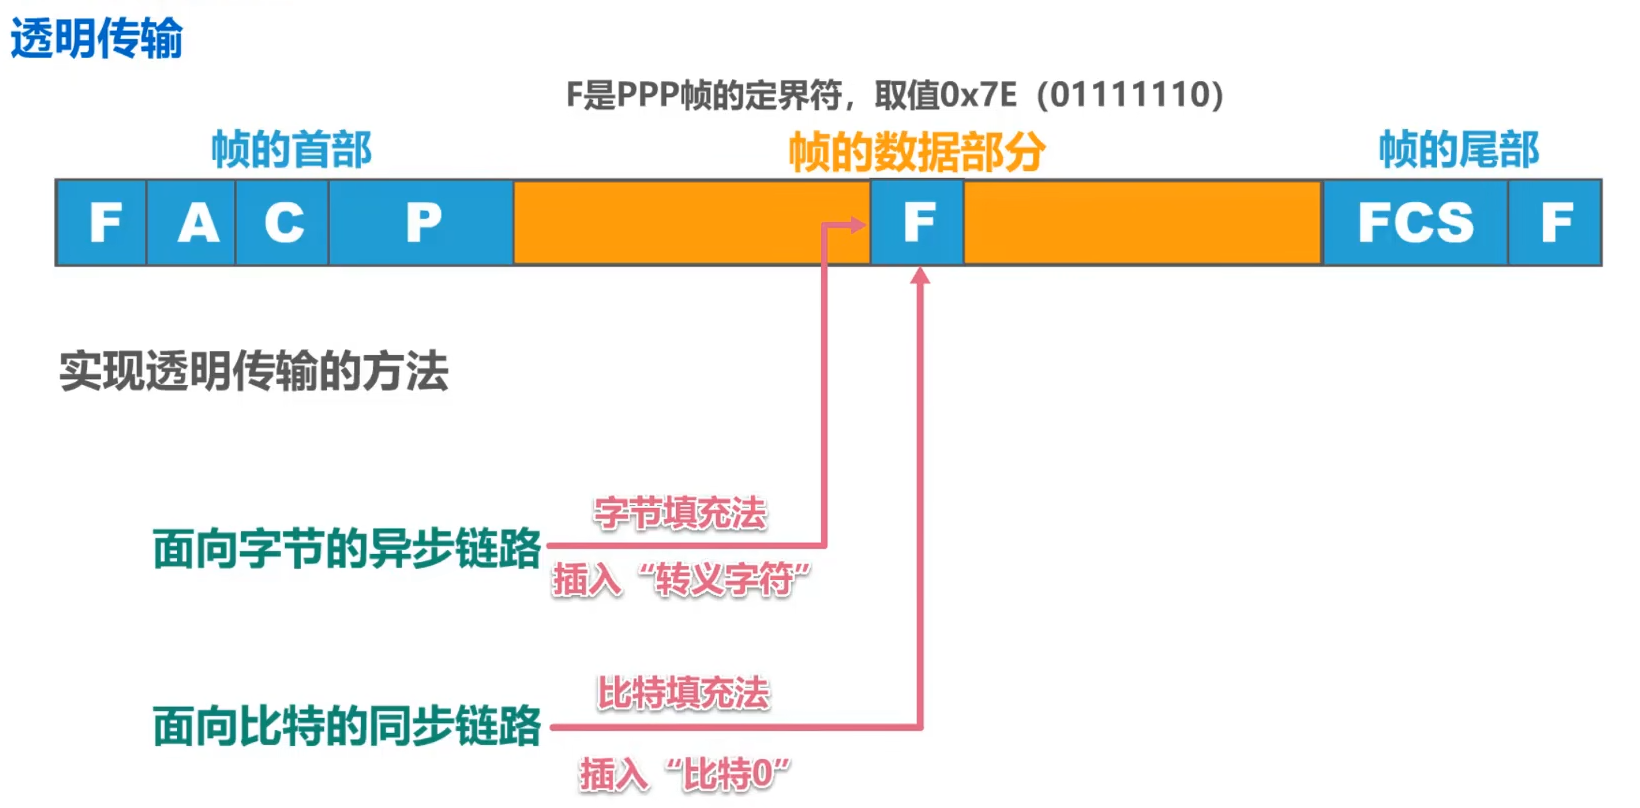 透明传输
F是PPP帧的定界符，取值0x7E（01111110）
帧的首部 帧的数据部分 帧的尾部
F A C P F FCS F
实现透明传输的方法
字节填充法
面向字节的异步链路
插入“转义字符”
比特填充法
面向比特的同步链路
插入“比特0”